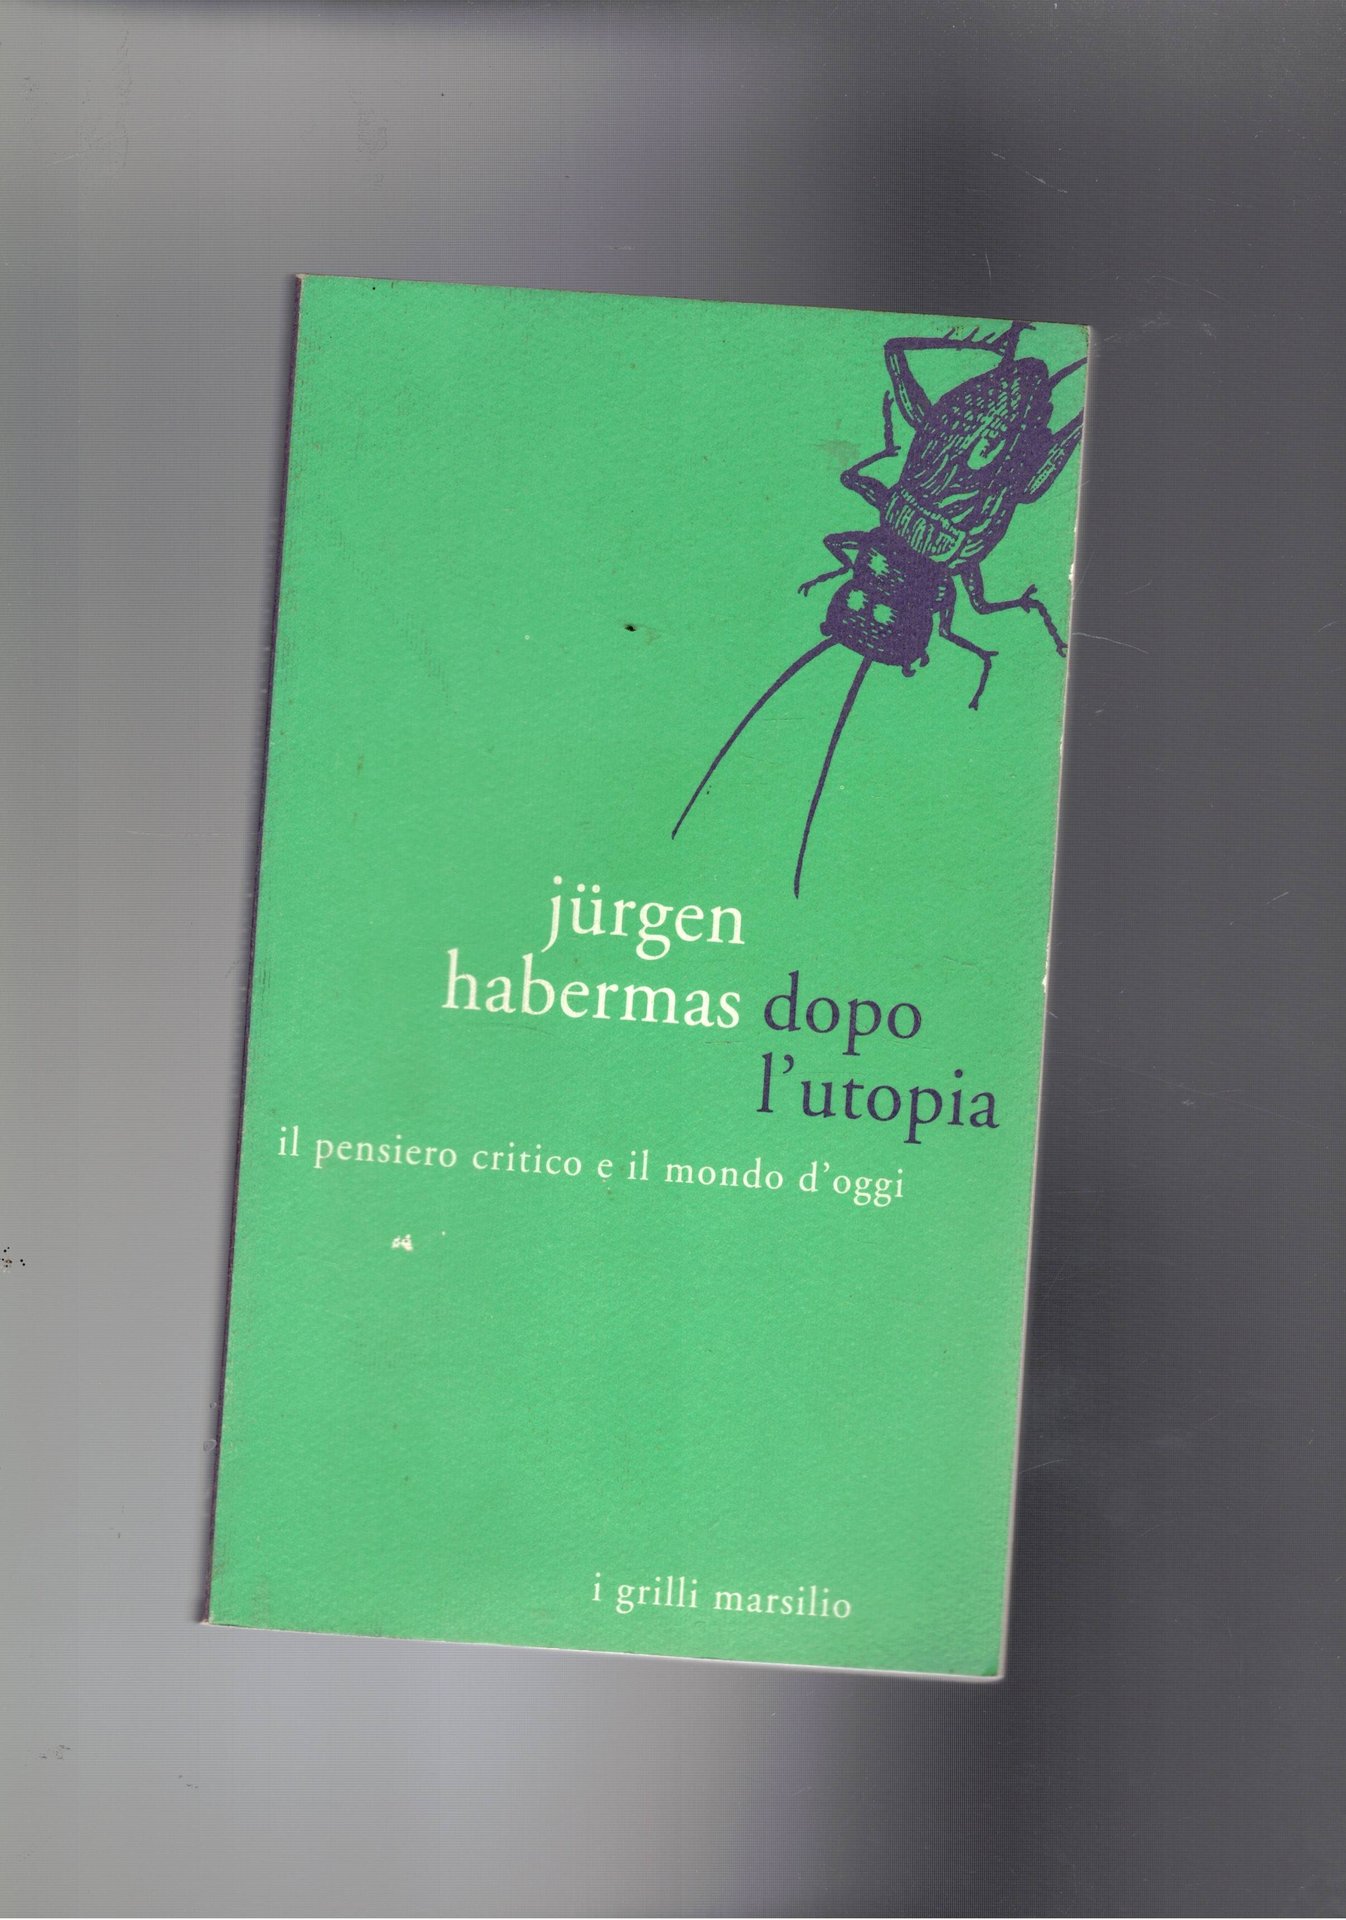 jürgen
habermas dopo
l'utopia
il pensiero critico e il mondo d'oggi
i grilli marsilio